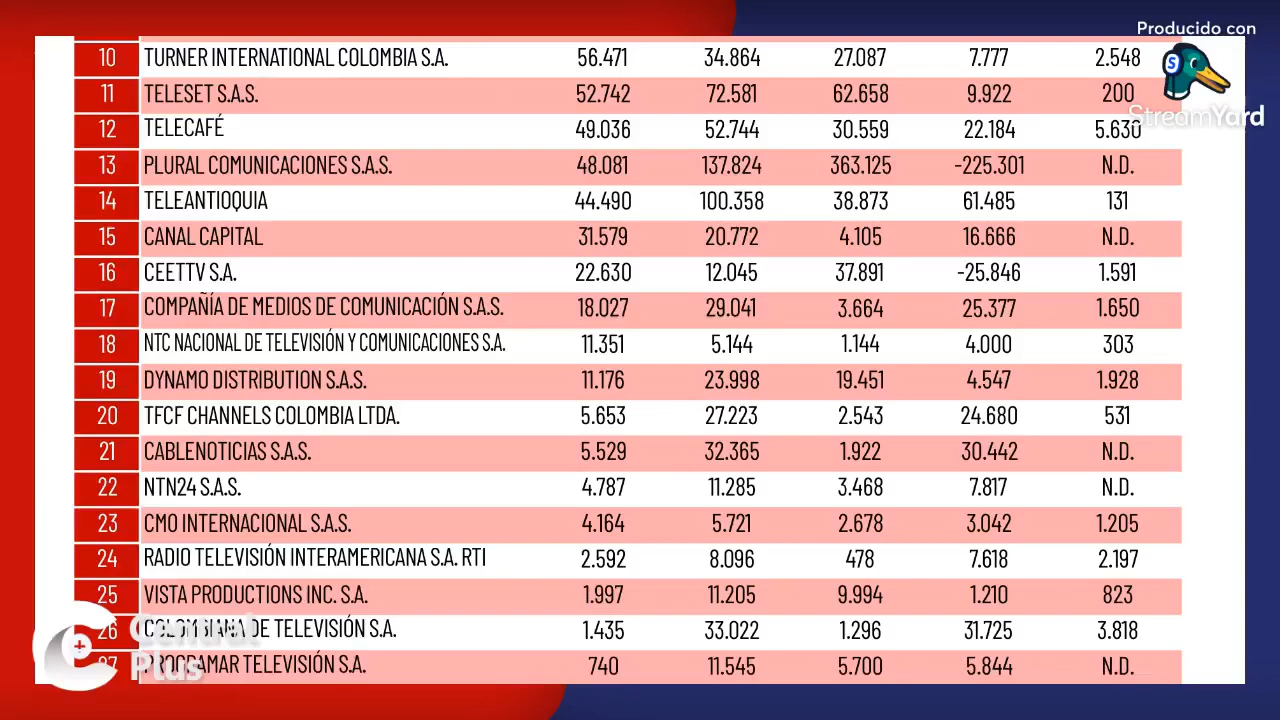 Producido con
10 TURNER INTERNATIONAL COLOMBIA S.A. 56.471 34.864 27.087 7.777 2.548
11 TELESET S.A.S. 52.742 72.581 62.658 9.922 200
StreamYard
12 TELECAFÉ 49.036 52.744 30.559 22.184 5.630
13 PLURAL COMUNICACIONES S.A.S. 48.081 137.824 363.125 -225.301 N.D.
14 TELEANTIOQUIA 44.490 100.358 38.873 61.485 131
15 CANAL CAPITAL 31.579 20.772 4.105 16.666 N.D.
16 CEETTV S.A. 22.630 12.045 37.891 -25.846 1.591
17 COMPAÑÍA DE MEDIOS DE COMUNICACIÓN S.A.S. 18.027 29.041 3.664 25.377 1.650
18 NTC NACIONAL DE TELEVISIÓN Y COMUNICACIONES S.A. 11.351 5.144 1.144 4.000 303
19 DYNAMO DISTRIBUTION S.A.S. 11.176 23.998 19.451 4.547 1.928
20 TFCF CHANNELS COLOMBIA LTDA. 5.653 27.223 2.543 24.680 531
21 CABLENOTICIAS S.A.S. 5.529 32.365 1.922 30.442 N.D.
22 NTN24 S.A.S. 4.787 11.285 3.468 7.817 N.D.
23 CMO INTERNACIONAL S.A.S. 4.164 5.721 2.678 3.042 1.205
24 RADIO TELEVISIÓN INTERAMERICANA S.A. RTI 2.592 8.096 478 7.618 2.197
25 VISTA PRODUCTIONS INC. S.A. 1.997 11.205 9.994 1.210 823
26 COLOMBIANA DE TELEVISIÓN S.A. 1.435 33.022 1.296 31.725 3.818
27 PROGRAMAR TELEVISIÓN S.A. 740 11.545 5.700 5.844 N.D.
Central
Plus